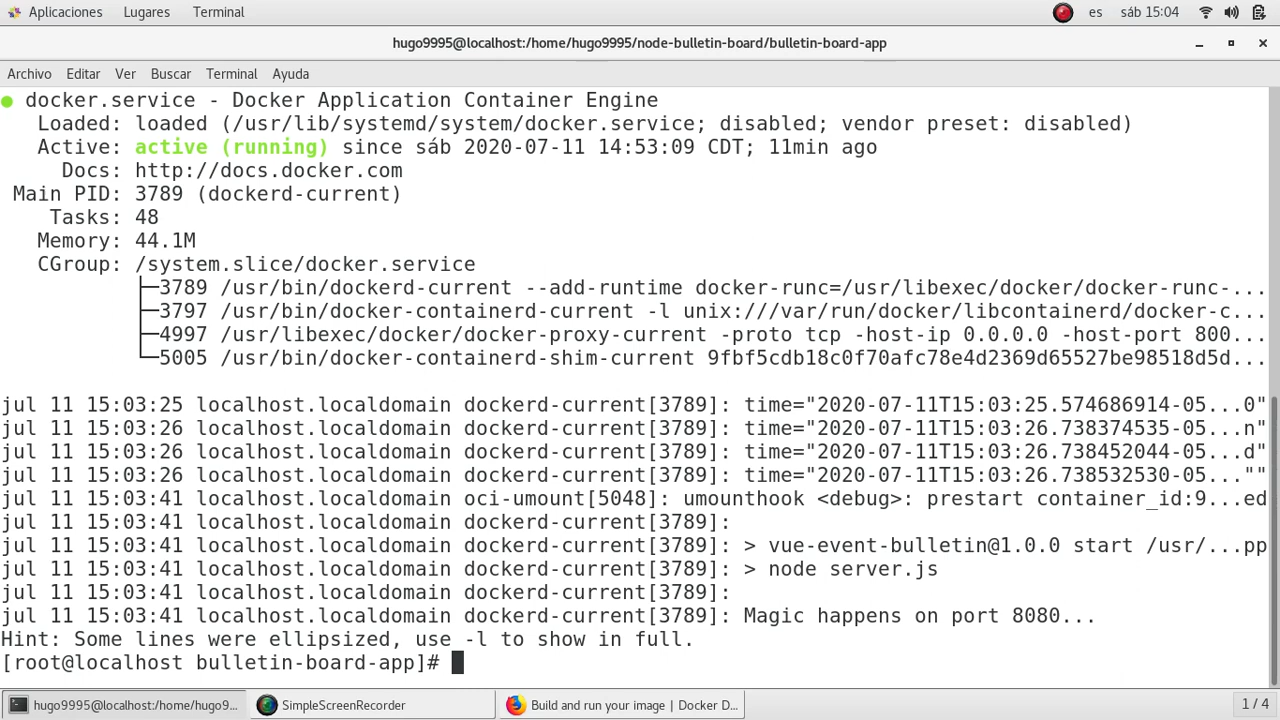 Aplicaciones Lugares Terminal es sáb 15:04
hugo9995@localhost:/home/hugo9995/node-bulletin-board/bulletin-board-app
Archivo Editar Ver Buscar Terminal Ayuda
● docker.service - Docker Application Container Engine
Loaded: loaded (/usr/lib/systemd/system/docker.service; disabled; vendor preset: disabled)
Active: active (running) since sáb 2020-07-11 14:53:09 CDT; 11min ago
Docs: http://docs.docker.com
Main PID: 3789 (dockerd-current)
Tasks: 48
Memory: 44.1M
CGroup: /system.slice/docker.service
├─3789 /usr/bin/dockerd-current --add-runtime docker-runc=/usr/libexec/docker/docker-runc-...
├─3797 /usr/bin/docker-containerd-current -l unix:///var/run/docker/libcontainerd/docker-c...
├─4997 /usr/libexec/docker/docker-proxy-current -proto tcp -host-ip 0.0.0.0 -host-port 800...
└─5005 /usr/bin/docker-containerd-shim-current 9fbf5cdb18c0f70afc78e4d2369d65527be98518d5d...
jul 11 15:03:25 localhost.localdomain dockerd-current[3789]: time="2020-07-11T15:03:25.574686914-05...0"
jul 11 15:03:26 localhost.localdomain dockerd-current[3789]: time="2020-07-11T15:03:26.738374535-05...n"
jul 11 15:03:26 localhost.localdomain dockerd-current[3789]: time="2020-07-11T15:03:26.738452044-05...d"
jul 11 15:03:26 localhost.localdomain dockerd-current[3789]: time="2020-07-11T15:03:26.738532530-05...""
jul 11 15:03:41 localhost.localdomain oci-umount[5048]: umounthook <debug>: prestart container_id:9...ed
jul 11 15:03:41 localhost.localdomain dockerd-current[3789]:
jul 11 15:03:41 localhost.localdomain dockerd-current[3789]: > vue-event-bulletin@1.0.0 start /usr/...pp
jul 11 15:03:41 localhost.localdomain dockerd-current[3789]: > node server.js
jul 11 15:03:41 localhost.localdomain dockerd-current[3789]:
jul 11 15:03:41 localhost.localdomain dockerd-current[3789]: Magic happens on port 8080...
Hint: Some lines were ellipsized, use -l to show in full.
[root@localhost bulletin-board-app]#
hugo9995@localhost:/home/hugo9... SimpleScreenRecorder Build and run your image | Docker D... 1 / 4